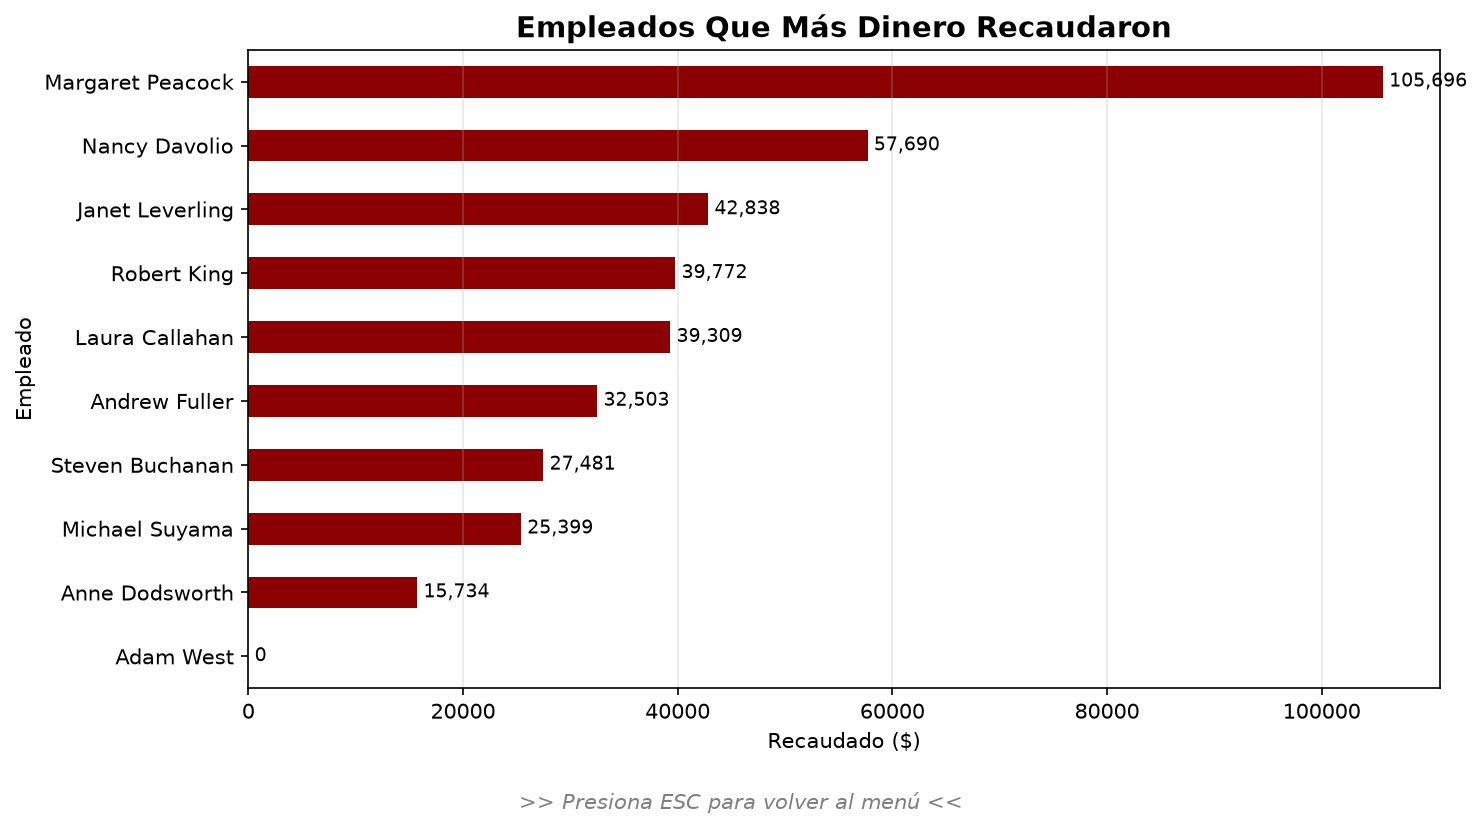 Empleados Que Más Dinero Recaudaron
Margaret Peacock 105,696
Nancy Davolio 57,690
Janet Leverling 42,838
Robert King 39,772
Laura Callahan 39,309
Andrew Fuller 32,503
Steven Buchanan 27,481
Michael Suyama 25,399
Anne Dodsworth 15,734
Adam West 0
Empleado
0 20000 40000 60000 80000 100000
Recaudado ($)
>> Presiona ESC para volver al menú <<